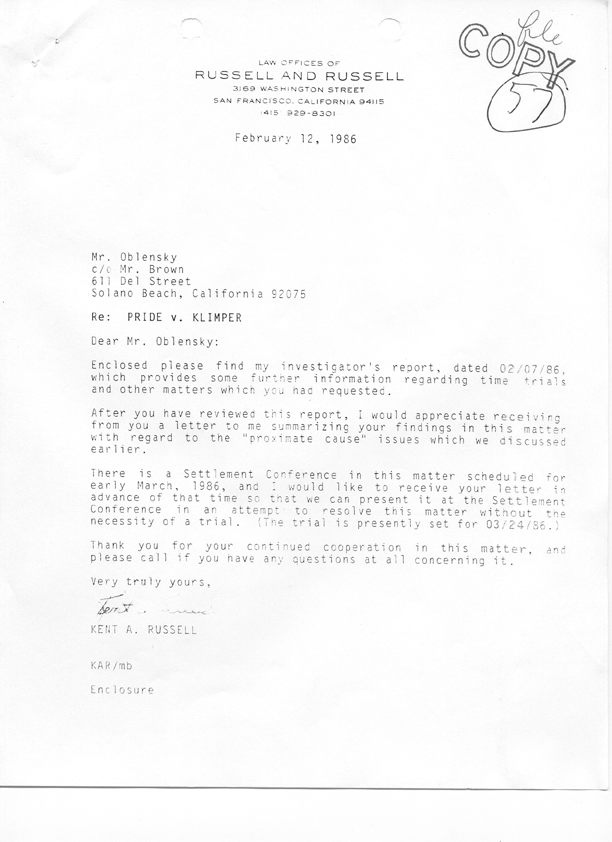 file
COPY
57
LAW OFFICES OF
RUSSELL AND RUSSELL
3169 WASHINGTON STREET
SAN FRANCISCO, CALIFORNIA 94115
(415) 929-8301
February 12, 1986
Mr. Oblensky
c/o Mr. Brown
611 Del Street
Solano Beach, California 92075
Re: PRIDE v. KLIMPER
Dear Mr. Oblensky:
Enclosed please find my investigator's report, dated 02/07/86,
which provides some further information regarding time trials
and other matters which you had requested.
After you have reviewed this report, I would appreciate receiving
from you a letter to me summarizing your findings in this matter
with regard to the "proximate cause" issues which we discussed
earlier.
There is a Settlement Conference in this matter scheduled for
early March, 1986, and I would like to receive your letter in
advance of that time so that we can present it at the Settlement
Conference in an attempt to resolve this matter without the
necessity of a trial. (The trial is presently set for 03/24/86.)
Thank you for your continued cooperation in this matter, and
please call if you have any questions at all concerning it.
Very truly yours,
KENT A. RUSSELL
KAR/mb
Enclosure